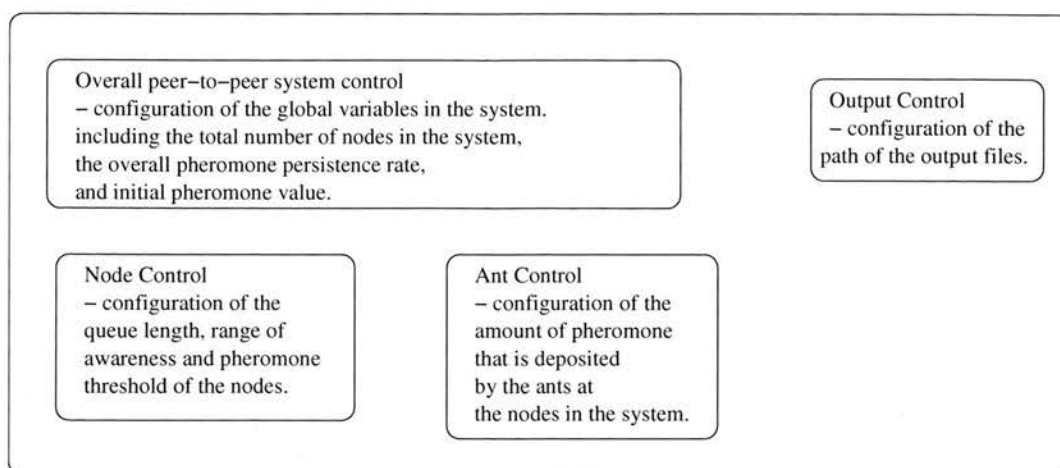 Overall peer−to−peer system control
− configuration of the global variables in the system.
including the total number of nodes in the system,
the overall pheromone persistence rate,
and initial pheromone value.
Output Control
− configuration of the
path of the output files.
Node Control
− configuration of the
queue length, range of
awareness and pheromone
threshold of the nodes.
Ant Control
− configuration of the
amount of pheromone
that is deposited
by the ants at
the nodes in the system.